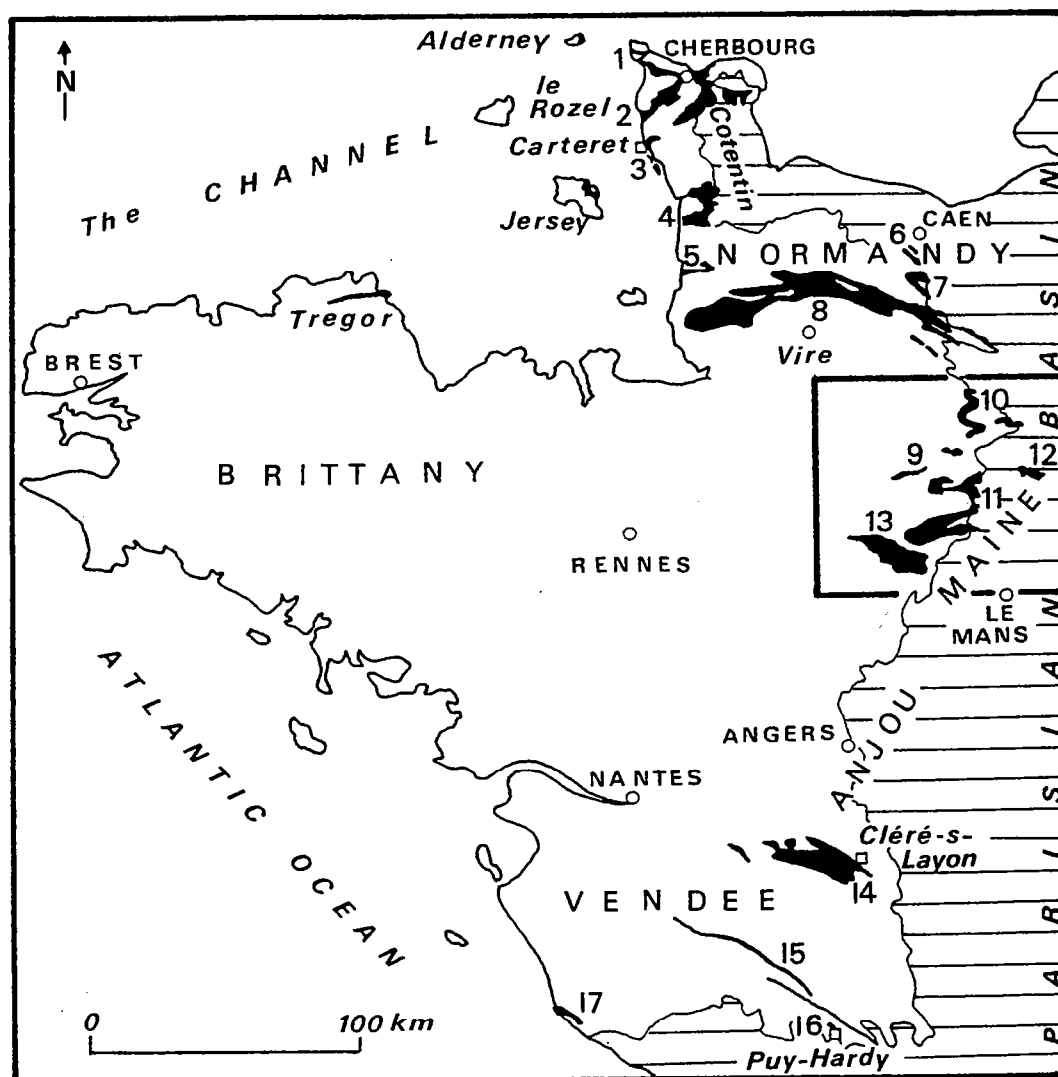 Alderney
1
CHERBOURG
N
le
Rozel
2
Cotentin
Carteret
3
The CHANNEL
Jersey
4
CAEN
6
5
NORMANDY
7
8
Vire
Tregor
BREST
10
BRITTANY
9
12
11
13
MAINE
RENNES
LE
MANS
ATLANTIC OCEAN
ANGERS
ANJOU
NANTES
Cléré-s-
Layon
14
VENDEE
15
17
16
Puy-Hardy
0
100 km
PARISIAN BASIN